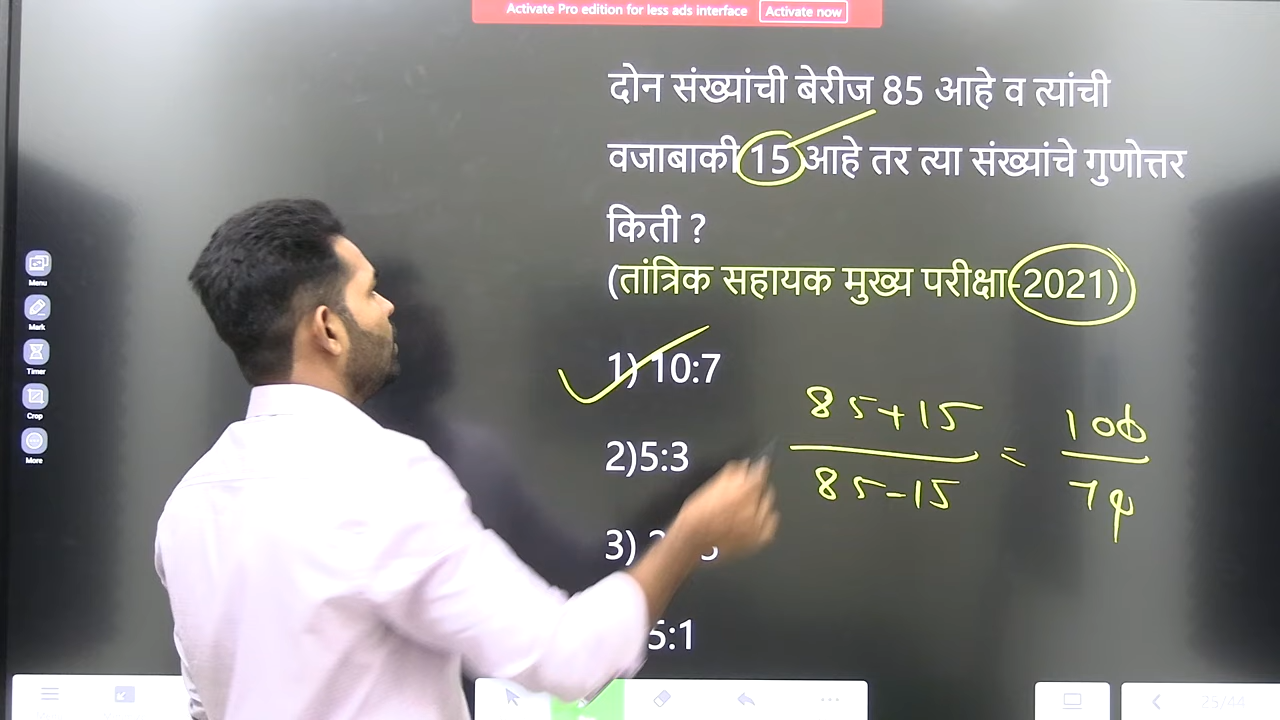 Activate Pro edition for less ads interface Activate now
दोन संख्यांची बेरीज 85 आहे व त्यांची
वजाबाकी 15 आहे तर त्या संख्यांचे गुणोत्तर
किती ?
(तांत्रिक सहायक मुख्य परीक्षा-2021)
1) 10:7
2)5:3
3)
5:1
85+15
85-15
=
100
70
Menu
Mark
Timer
Crop
More
25/44